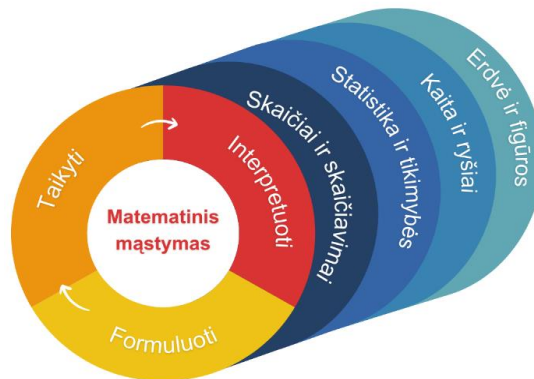 Matematinis
mąstymas
Taikyti
Interpretuoti
Formuluoti
Skaičiai ir skaičiavimai
Statistika ir tikimybės
Kaita ir ryšiai
Erdvė ir figūros